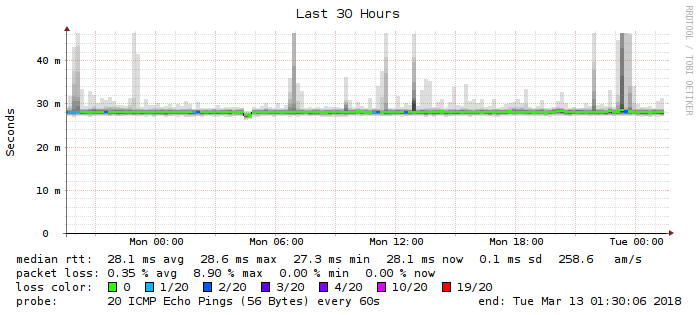 Last 30 Hours
RRDTOOL / TOBI OETIKER
Seconds
40 m
30 m
20 m
10 m
0
Mon 00:00 Mon 06:00 Mon 12:00 Mon 18:00 Tue 00:00
median rtt: 28.1 ms avg 28.6 ms max 27.3 ms min 28.1 ms now 0.1 ms sd 258.6 am/s
packet loss: 0.35 % avg 8.90 % max 0.00 % min 0.00 % now
loss color: 0 1/20 2/20 3/20 4/20 10/20 19/20
probe: 20 ICMP Echo Pings (56 Bytes) every 60s end: Tue Mar 13 01:30:06 2018